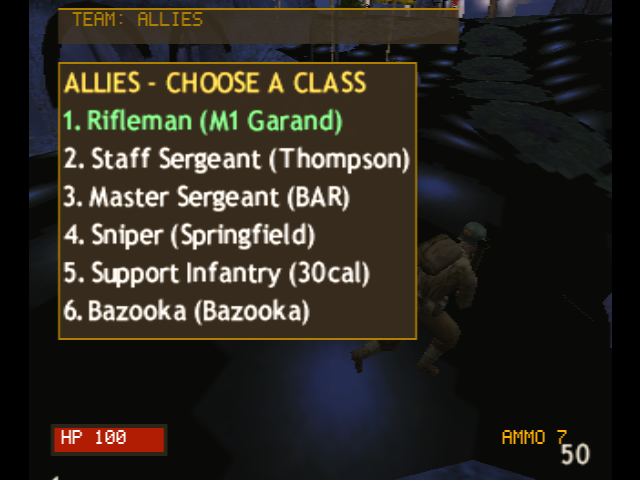 TEAM: ALLIES
ALLIES - CHOOSE A CLASS
1. Rifleman (M1 Garand)
2. Staff Sergeant (Thompson)
3. Master Sergeant (BAR)
4. Sniper (Springfield)
5. Support Infantry (30cal)
6. Bazooka (Bazooka)
HP 100
AMMO 7
50